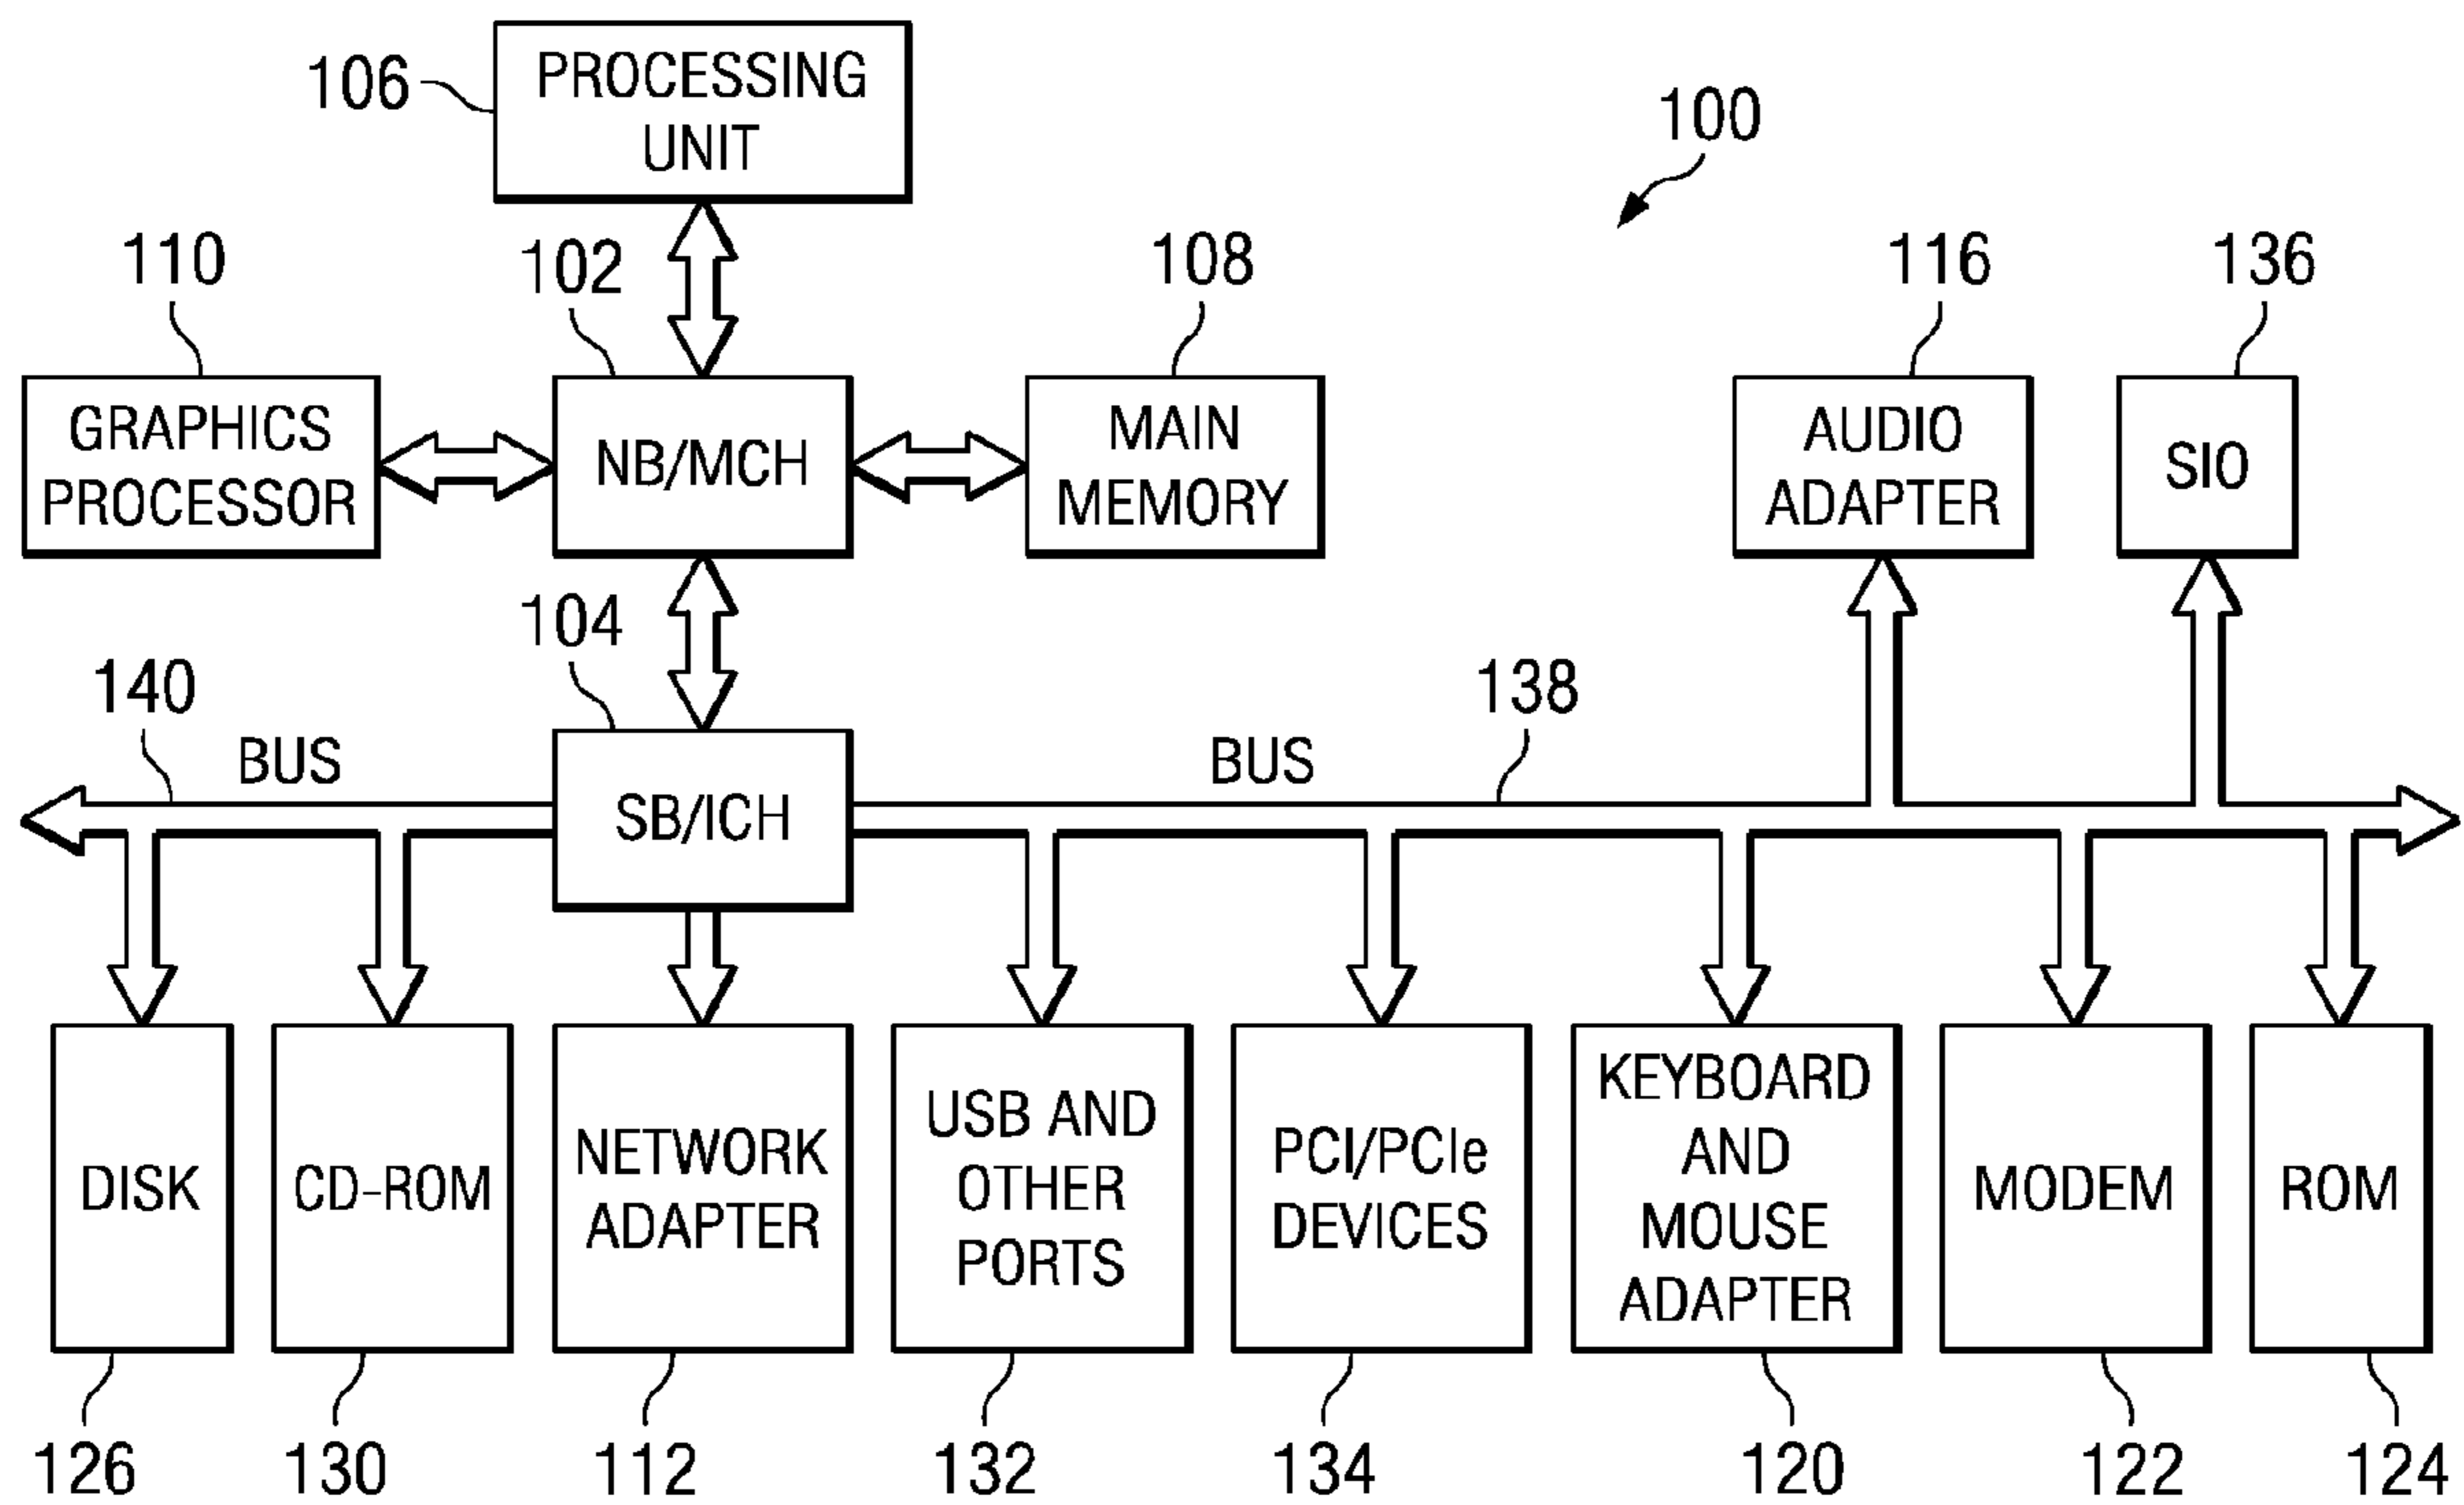 106
PROCESSING
UNIT
100
110
102
108
116
136
GRAPHICS
PROCESSOR
NB/MCH
MAIN
MEMORY
AUDIO
ADAPTER
SIO
104
140
BUS
138
BUS
SB/ICH
DISK
CD-ROM
NETWORK
ADAPTER
USB AND
OTHER
PORTS
PCI/PCIe
DEVICES
KEYBOARD
AND
MOUSE
ADAPTER
MODEM
ROM
126
130
112
132
134
120
122
124